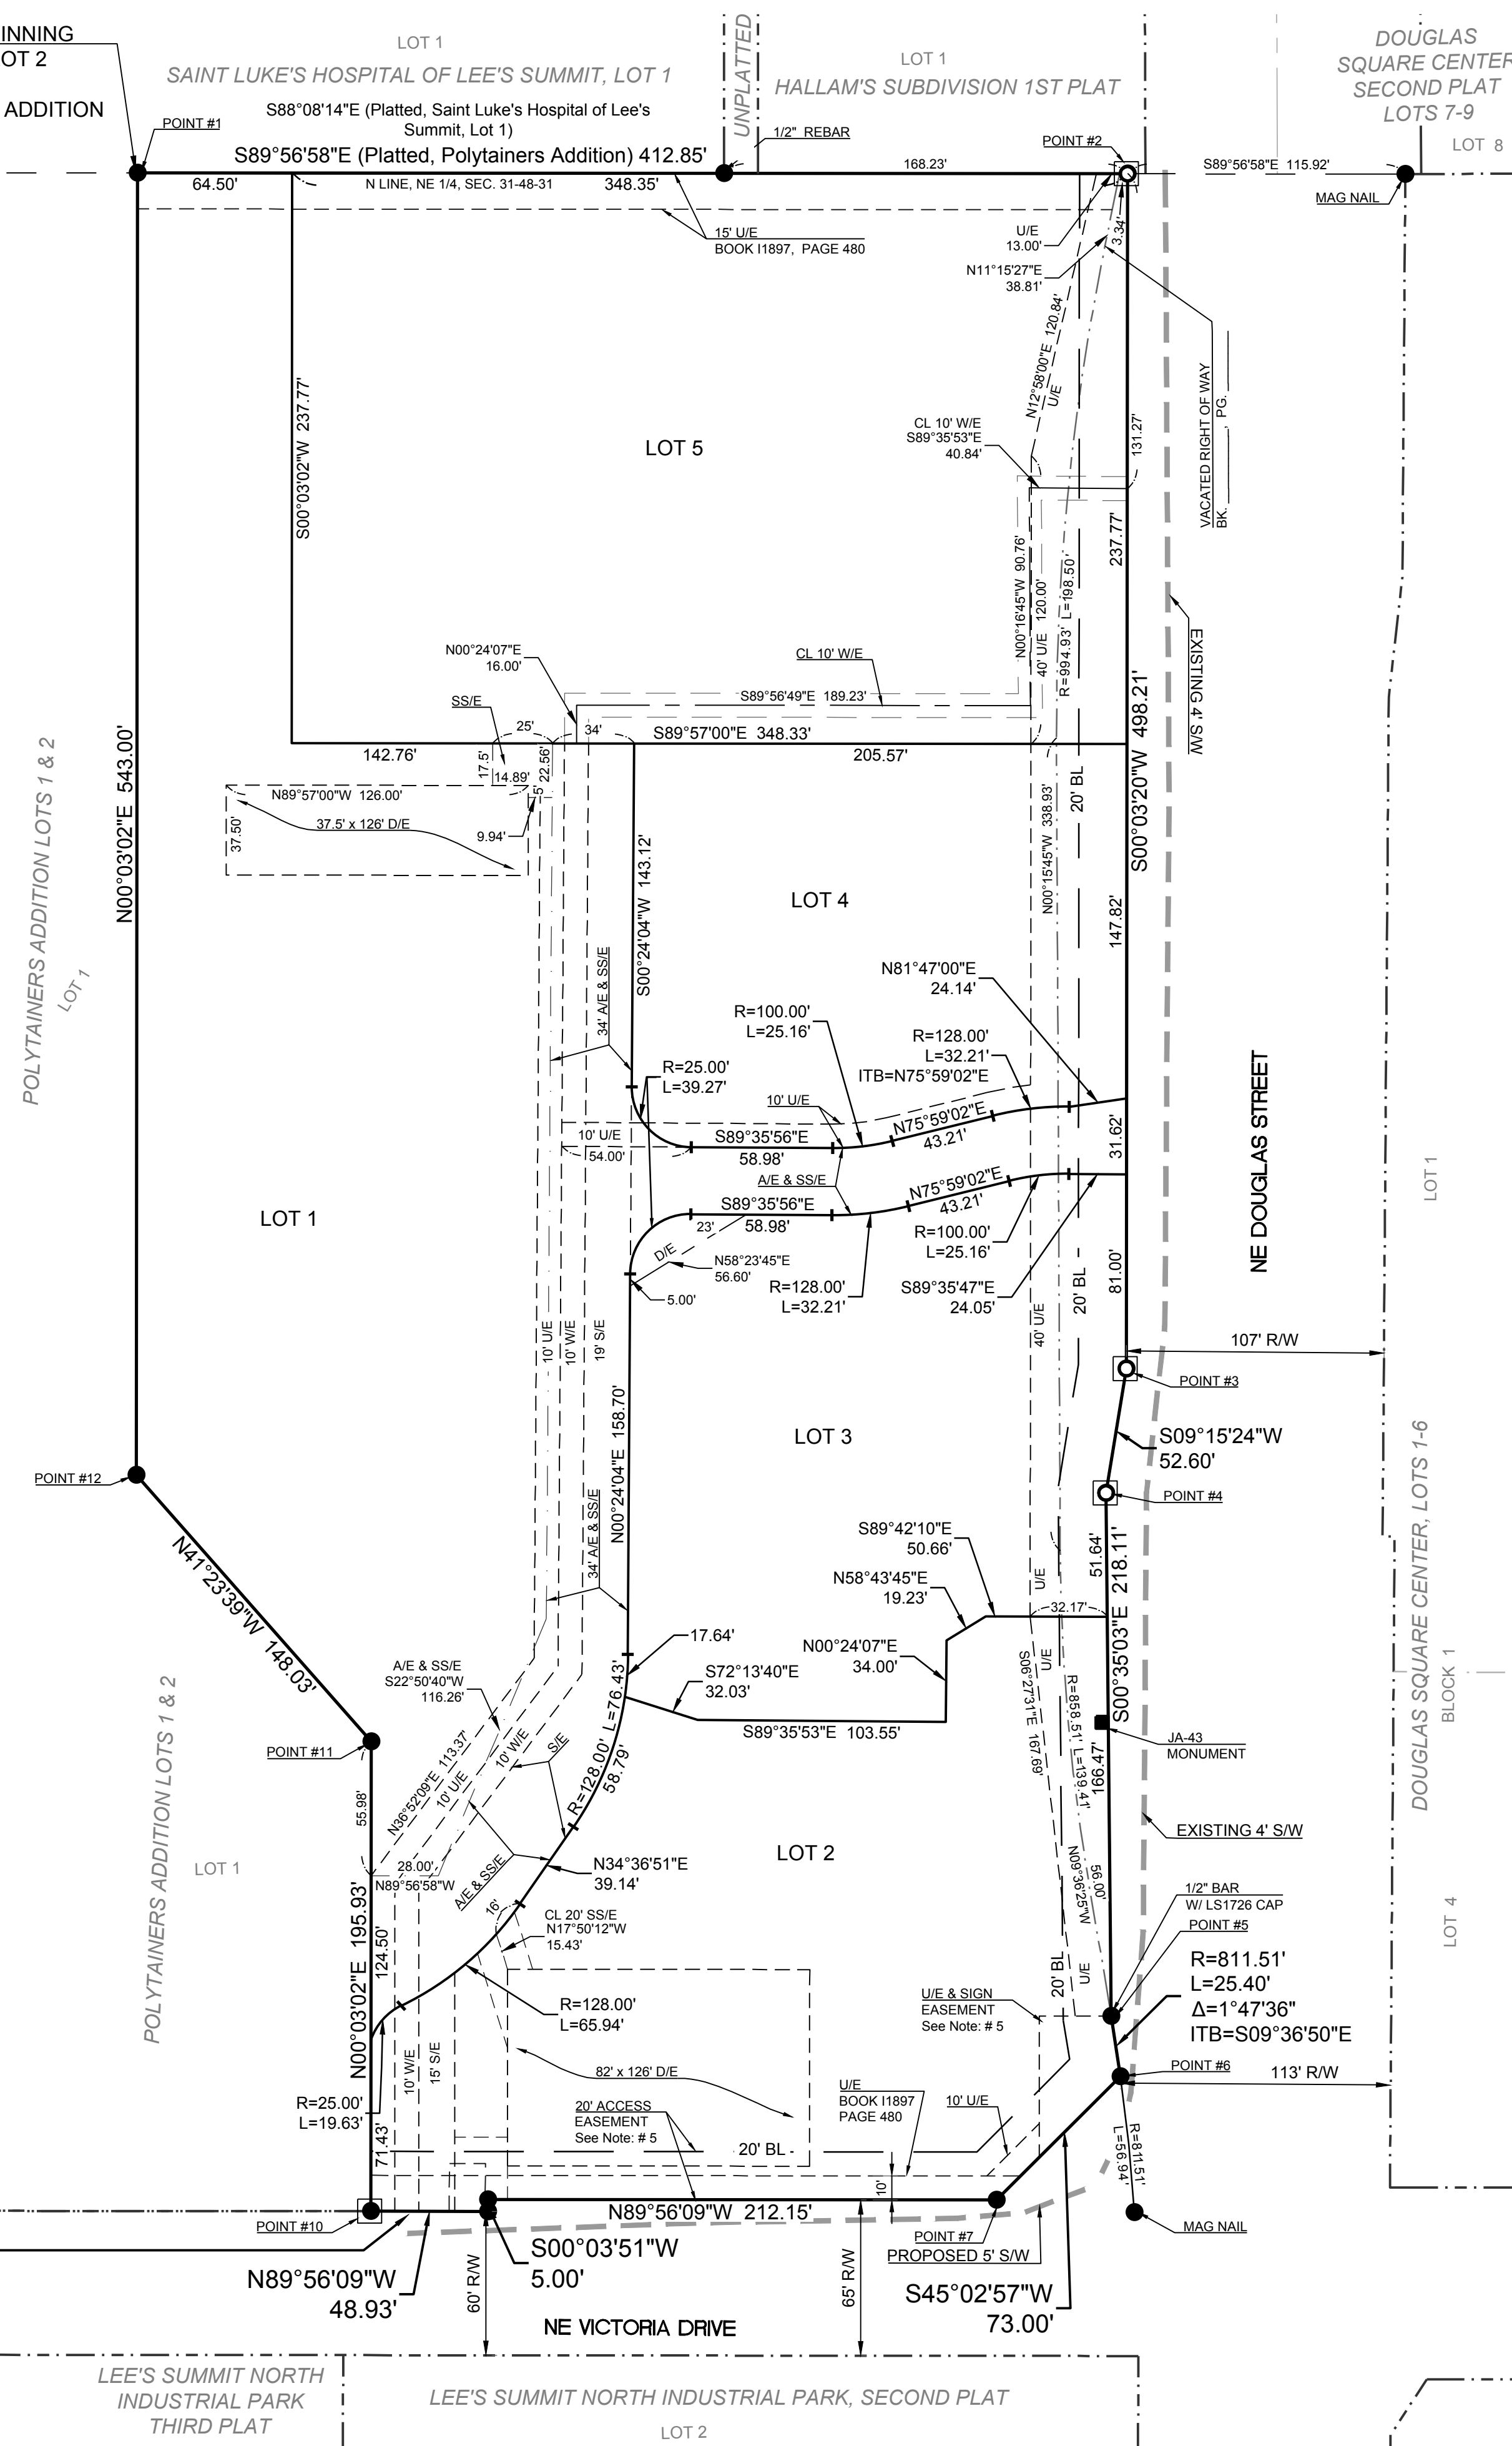 INNING
OT 2
ADDITION
POINT #1
LOT 1
SAINT LUKE'S HOSPITAL OF LEE'S SUMMIT, LOT 1
S88°08'14"E (Platted, Saint Luke's Hospital of Lee's
Summit, Lot 1)
S89°56'58"E (Platted, Polytainers Addition) 412.85'
64.50'
N LINE, NE 1/4, SEC. 31-48-31
348.35'
UNPLATTED
1/2" REBAR
LOT 1
HALLAM'S SUBDIVISION 1ST PLAT
168.23'
POINT #2
S89°56'58"E 115.92'
MAG NAIL
DOUGLAS
SQUARE CENTER
SECOND PLAT
LOTS 7-9
LOT 8
15' U/E
BOOK I1897, PAGE 480
U/E
13.00'
3.34'
N11°15'27"E
38.81'
N12°58'00"E 120.84'
U/E
VACATED RIGHT OF WAY
BK. ______, PG. ______
S00°03'02"W 237.77'
LOT 5
CL 10' W/E
S89°35'53"E
40.84'
131.27'
237.77'
N00°16'45"W 90.76'
40' U/E 120.00'
R=994.93' L=198.50'
EXISTING 4' S/W
N00°24'07"E
16.00'
CL 10' W/E
S89°56'49"E 189.23'
SS/E
25'
34'
S89°57'00"E 348.33'
142.76'
205.57'
17.5'
14.89'
22.56'
5'
9.94'
N89°57'00"W 126.00'
37.50'
37.5' x 126' D/E
N00°03'02"E 543.00'
POLYTAINERS ADDITION LOTS 1 & 2
LOT 1
S00°03'20"W 498.21'
20' BL
N00°15'45"W 338.93'
S00°24'04"W 143.12'
LOT 4
147.82'
34' A/E & SS/E
N81°47'00"E
24.14'
R=100.00'
L=25.16'
R=128.00'
L=32.21'
ITB=N75°59'02"E
R=25.00'
L=39.27'
10' U/E
10' U/E
54.00'
S89°35'56"E
58.98'
N75°59'02"E
43.21'
31.62'
A/E & SS/E
S89°35'56"E
58.98'
N75°59'02"E
43.21'
23'
D/E
N58°23'45"E
56.60'
5.00'
R=128.00'
L=32.21'
R=100.00'
L=25.16'
S89°35'47"E
24.05'
20' BL
81.00'
NE DOUGLAS STREET
LOT 1
LOT 1
10' U/E
10' W/E
19' S/E
40' U/E
107' R/W
POINT #3
S09°15'24"W
52.60'
POINT #4
N00°24'04"E 158.70'
LOT 3
POINT #12
34' A/E & SS/E
S89°42'10"E
50.66'
N58°43'45"E
19.23'
51.64'
U/E
32.17'
N41°23'39"W 148.03'
17.64'
N00°24'07"E
34.00'
A/E & SS/E
S22°50'40"W
116.26'
S72°13'40"E
32.03'
S89°35'53"E 103.55'
S00°35'03"E 218.11'
U/E
S06°27'31"E 167.69'
R=858.51' L=139.41'
JA-43
MONUMENT
166.47'
DOUGLAS SQUARE CENTER, LOTS 1-6
BLOCK 1
POINT #11
55.98'
N36°52'09"E 113.37'
10' U/E
10' W/E
S/E
R=128.00' L=76.43'
58.79'
POLYTAINERS ADDITION LOTS 1 & 2
LOT 1
28.00'
N89°56'58"W
A/E & SS/E
N34°36'51"E
39.14'
LOT 2
EXISTING 4' S/W
N09°36'25"W
56.00'
1/2" BAR
W/ LS1726 CAP
POINT #5
LOT 4
16'
CL 20' SS/E
N17°50'12"W
15.43'
N00°03'02"E 195.93'
124.50'
R=128.00'
L=65.94'
20' BL
U/E
U/E & SIGN
EASEMENT
See Note: # 5
R=811.51'
L=25.40'
Δ=1°47'36"
ITB=S09°36'50"E
POINT #6
113' R/W
10' W/E
15' S/E
82' x 126' D/E
U/E
BOOK I1897
PAGE 480
10' U/E
R=25.00'
L=19.63'
71.43'
20' ACCESS
EASEMENT
See Note: # 5
20' BL
10'
R=811.51'
L=56.94'
POINT #10
N89°56'09"W 212.15'
POINT #7
PROPOSED 5' S/W
MAG NAIL
S00°03'51"W
5.00'
N89°56'09"W
48.93'
60' R/W
65' R/W
S45°02'57"W
73.00'
NE VICTORIA DRIVE
LEE'S SUMMIT NORTH
INDUSTRIAL PARK
THIRD PLAT
LEE'S SUMMIT NORTH INDUSTRIAL PARK, SECOND PLAT
LOT 2